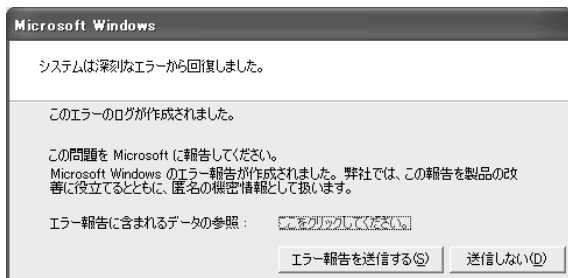 Microsoft Windows
システムは深刻なエラーから回復しました。
このエラーのログが作成されました。
この問題を Microsoft に報告してください。
Microsoft Windows のエラー報告が作成されました。弊社では、この報告を製品の改
善に役立てるとともに、匿名の機密情報として扱います。
エラー報告に含まれるデータの参照： ここをクリックしてください。
エラー報告を送信する(S) 送信しない(D)